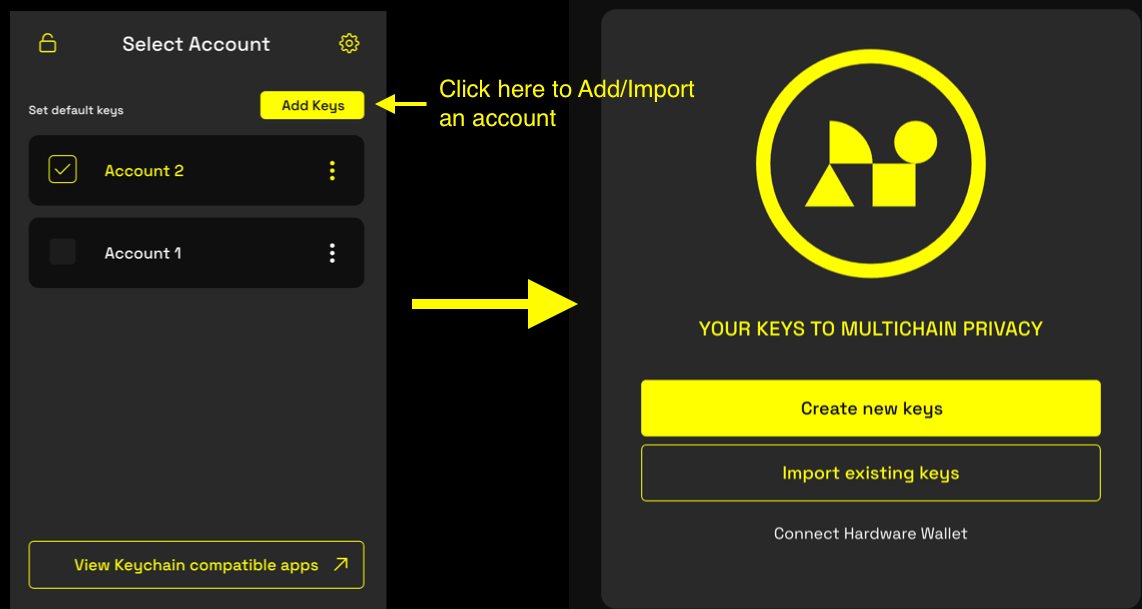 Select Account
Set default keys
Add Keys
Click here to Add/Import
an account
Account 2
Account 1
View Keychain compatible apps
YOUR KEYS TO MULTICHAIN PRIVACY
Create new keys
Import existing keys
Connect Hardware Wallet